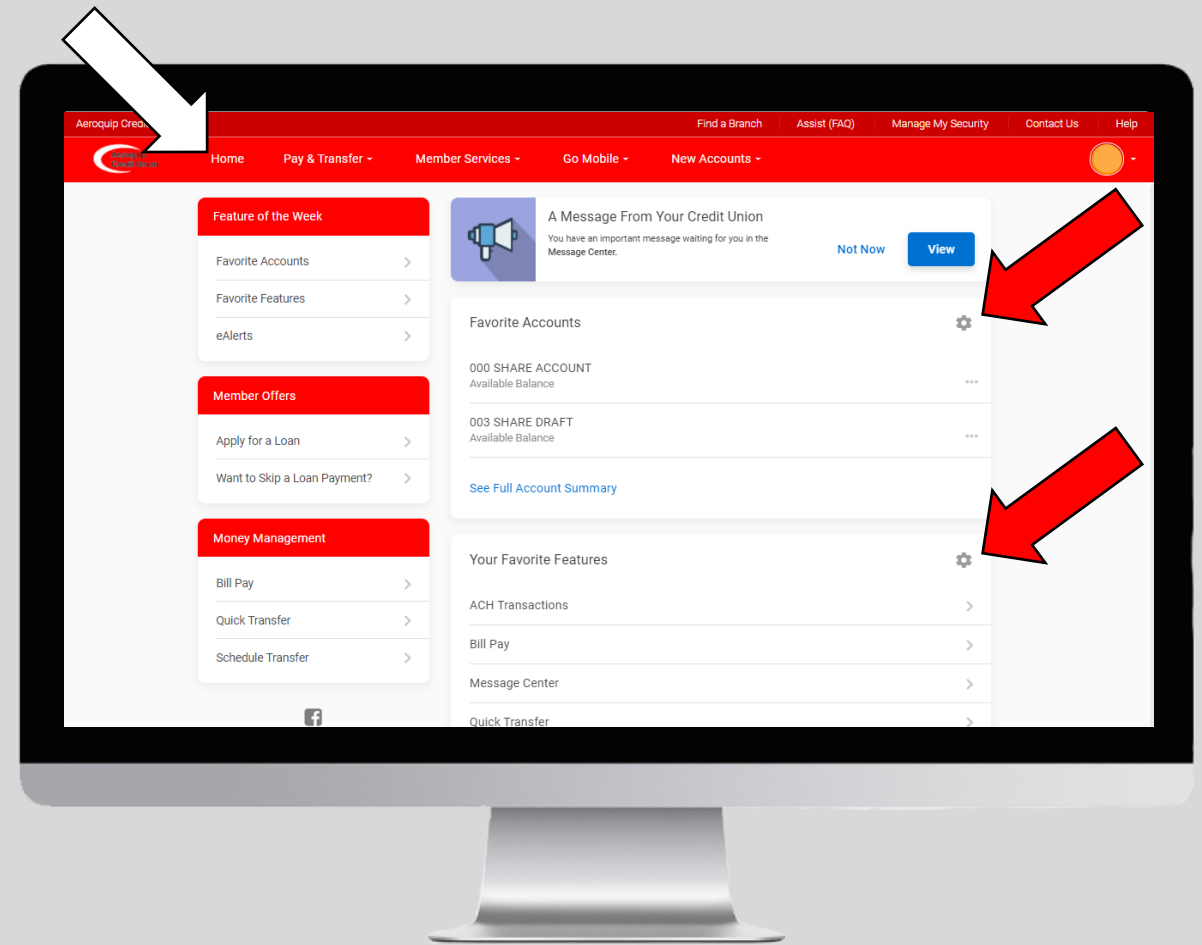 Aeroquip Credi
Find a Branch
Assist (FAQ)
Manage My Security
Contact Us
Help
Home
Pay & Transfer
Member Services
Go Mobile
New Accounts
Feature of the Week
Favorite Accounts
Favorite Features
eAlerts
Member Offers
Apply for a Loan
Want to Skip a Loan Payment?
Money Management
Bill Pay
Quick Transfer
Schedule Transfer
A Message From Your Credit Union
You have an important message waiting for you in the
Message Center.
Not Now
View
Favorite Accounts
000 SHARE ACCOUNT
Available Balance
003 SHARE DRAFT
Available Balance
See Full Account Summary
Your Favorite Features
ACH Transactions
Bill Pay
Message Center
Quick Transfer